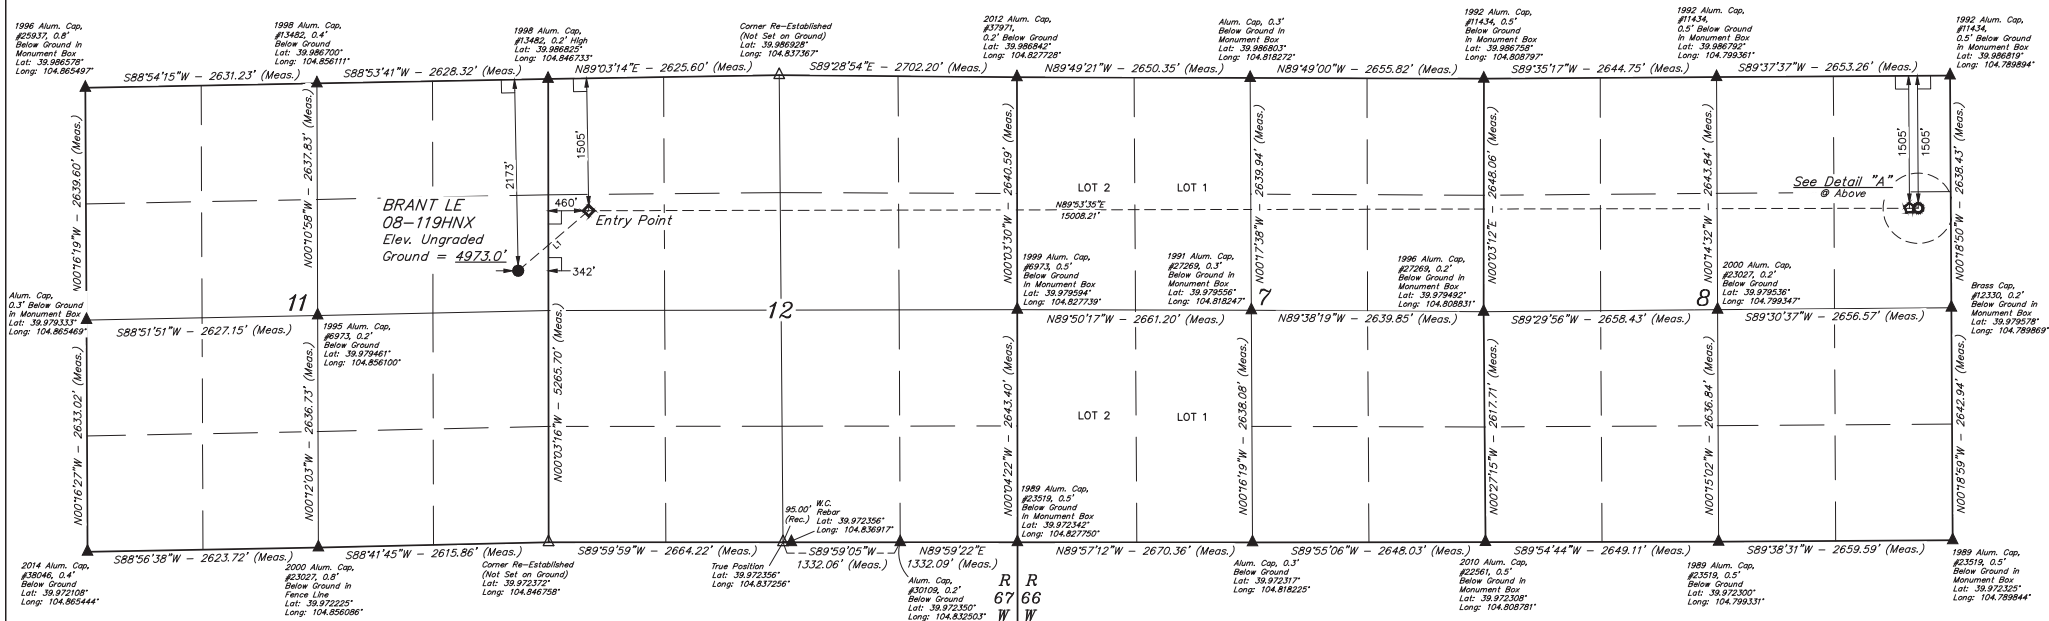 1996 Alum. Cap,
#25937, 0.8'
Below Ground in
Monument Box
Lat: 39.986578°
Long: 104.865497°
1998 Alum. Cap,
#13482, 0.4'
Below Ground
Lat: 39.986700°
Long: 104.856111°
1998 Alum. Cap,
#13482, 0.2' High
Lat: 39.986825°
Long: 104.846733°
Corner Re-Established
(Not Set on Ground)
Lat: 39.986928°
Long: 104.837367°
2012 Alum. Cap,
#37971,
0.2' Below Ground
Lat: 39.986842°
Long: 104.827728°
Alum. Cap, 0.3'
Below Ground in
Monument Box
Lat: 39.986803°
Long: 104.818272°
1992 Alum. Cap,
#11434, 0.5'
Below Ground in
Monument Box
Lat: 39.986758°
Long: 104.808797°
1992 Alum. Cap,
#11434,
0.5' Below Ground
in Monument Box
Lat: 39.986792°
Long: 104.799361°
1992 Alum. Cap,
#11434,
0.5' Below Ground
in Monument Box
Lat: 39.986819°
Long: 104.789894°
S88°54'15"W - 2631.23' (Meas.)
S88°53'41"W - 2628.32' (Meas.)
N89°03'14"E - 2625.60' (Meas.)
S89°28'54"E - 2702.20' (Meas.)
N89°49'21"W - 2650.35' (Meas.)
N89°49'00"W - 2655.82' (Meas.)
S89°35'17"W - 2644.75' (Meas.)
S89°37'37"W - 2653.26' (Meas.)
N00°16'19"W - 2639.60' (Meas.)
N00°10'58"W - 2637.83' (Meas.)
2173'
1505'
N00°03'30"W - 2640.59' (Meas.)
N00°17'38"W - 2639.94' (Meas.)
N00°03'12"E - 2648.06' (Meas.)
N00°14'32"W - 2643.84' (Meas.)
1505'
1505'
N00°18'50"W - 2638.43' (Meas.)
BRANT LE
08-119HNX
Elev. Ungraded
Ground = 4973.0'
460'
Entry Point
L1
342'
LOT 2
LOT 1
N89°53'35"E
15008.21'
See Detail "A"
@ Above
Alum. Cap,
0.3' Below Ground
in Monument Box
Lat: 39.979333°
Long: 104.865469°
11
12
7
8
1999 Alum. Cap,
#6973, 0.5'
Below Ground
in Monument Box
Lat: 39.979594°
Long: 104.827739°
1991 Alum. Cap,
#27269, 0.3'
Below Ground in
Monument Box
Lat: 39.979556°
Long: 104.818247°
1996 Alum. Cap,
#27269, 0.2'
Below Ground in
Monument Box
Lat: 39.979492°
Long: 104.808831°
2000 Alum. Cap,
#23027, 0.2'
Below Ground
Lat: 39.979536°
Long: 104.799347°
Brass Cap,
#12330, 0.2'
Below Ground in
Monument Box
Lat: 39.979578°
Long: 104.789869°
S88°51'51"W - 2627.15' (Meas.)
1995 Alum. Cap,
#6973, 0.2'
Below Ground
Lat: 39.979461°
Long: 104.856100°
N89°50'17"W - 2661.20' (Meas.)
N89°38'19"W - 2639.85' (Meas.)
S89°29'56"W - 2658.43' (Meas.)
S89°30'37"W - 2656.57' (Meas.)
N00°16'27"W - 2633.02' (Meas.)
N00°12'03"W - 2636.73' (Meas.)
N00°03'16"W - 5265.70' (Meas.)
N00°04'22"W - 2643.40' (Meas.)
LOT 2
LOT 1
N00°16'19"W - 2638.08' (Meas.)
N00°27'15"W - 2617.71' (Meas.)
N00°15'02"W - 2636.84' (Meas.)
N00°18'59"W - 2642.94' (Meas.)
95.00'
(Rec.)
W.C.
Rebar
Lat: 39.972356°
Long: 104.836917°
1989 Alum. Cap,
#23519, 0.5'
Below Ground
in Monument Box
Lat: 39.972342°
Long: 104.827750°
S88°56'38"W - 2623.72' (Meas.)
S88°41'45"W - 2615.86' (Meas.)
S89°59'59"W - 2664.22' (Meas.)
S89°59'05"W
1332.06' (Meas.)
N89°59'22"E
1332.09' (Meas.)
N89°57'12"W - 2670.36' (Meas.)
S89°55'06"W - 2648.03' (Meas.)
S89°54'44"W - 2649.11' (Meas.)
S89°38'31"W - 2659.59' (Meas.)
2014 Alum. Cap,
#38046, 0.4'
Below Ground
Lat: 39.972108°
Long: 104.865444°
2000 Alum. Cap,
#23027, 0.8'
Below Ground in
Fence Line
Lat: 39.972225°
Long: 104.856086°
Corner Re-Established
(Not Set on Ground)
Lat: 39.972372°
Long: 104.846758°
True Position
Lat: 39.972356°
Long: 104.837256°
Alum. Cap,
#30109, 0.2'
Below Ground
Lat: 39.972350°
Long: 104.832503°
R R
67 66
W W
Alum. Cap, 0.3'
Below Ground
Lat: 39.972317°
Long: 104.818225°
2010 Alum. Cap,
#22561, 0.5'
Below Ground in
Monument Box
Lat: 39.972308°
Long: 104.808781°
1989 Alum. Cap,
#23519, 0.5'
Below Ground
Lat: 39.972300°
Long: 104.799331°
1989 Alum. Cap,
#23519, 0.5'
Below Ground in
Monument Box
Lat: 39.972325°
Long: 104.789844°